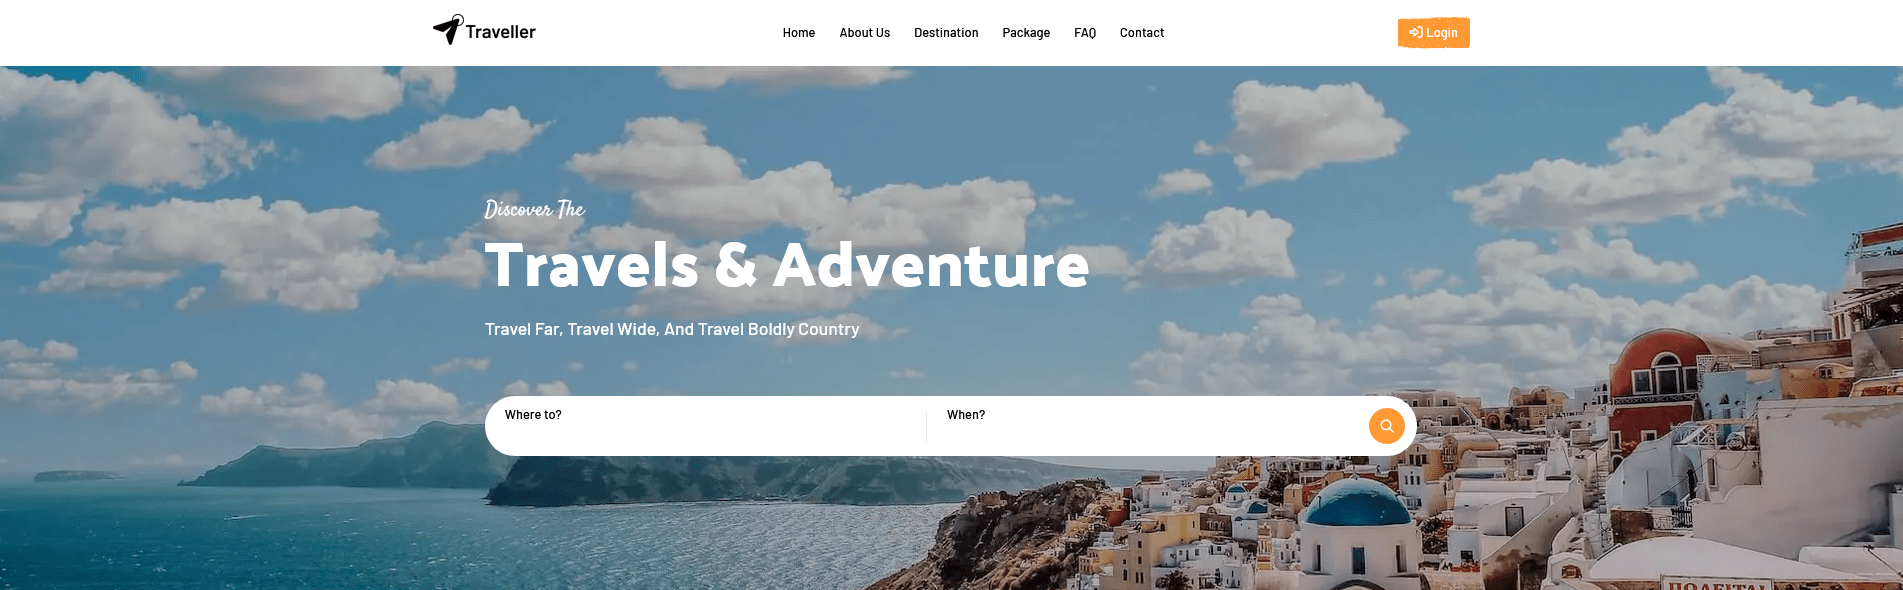 Traveller
Home About Us Destination Package FAQ Contact
Login
Discover The
Travels & Adventure
Travel Far, Travel Wide, And Travel Boldly Country
Where to? When?
ΠΩΛΕΙΤΑΙ